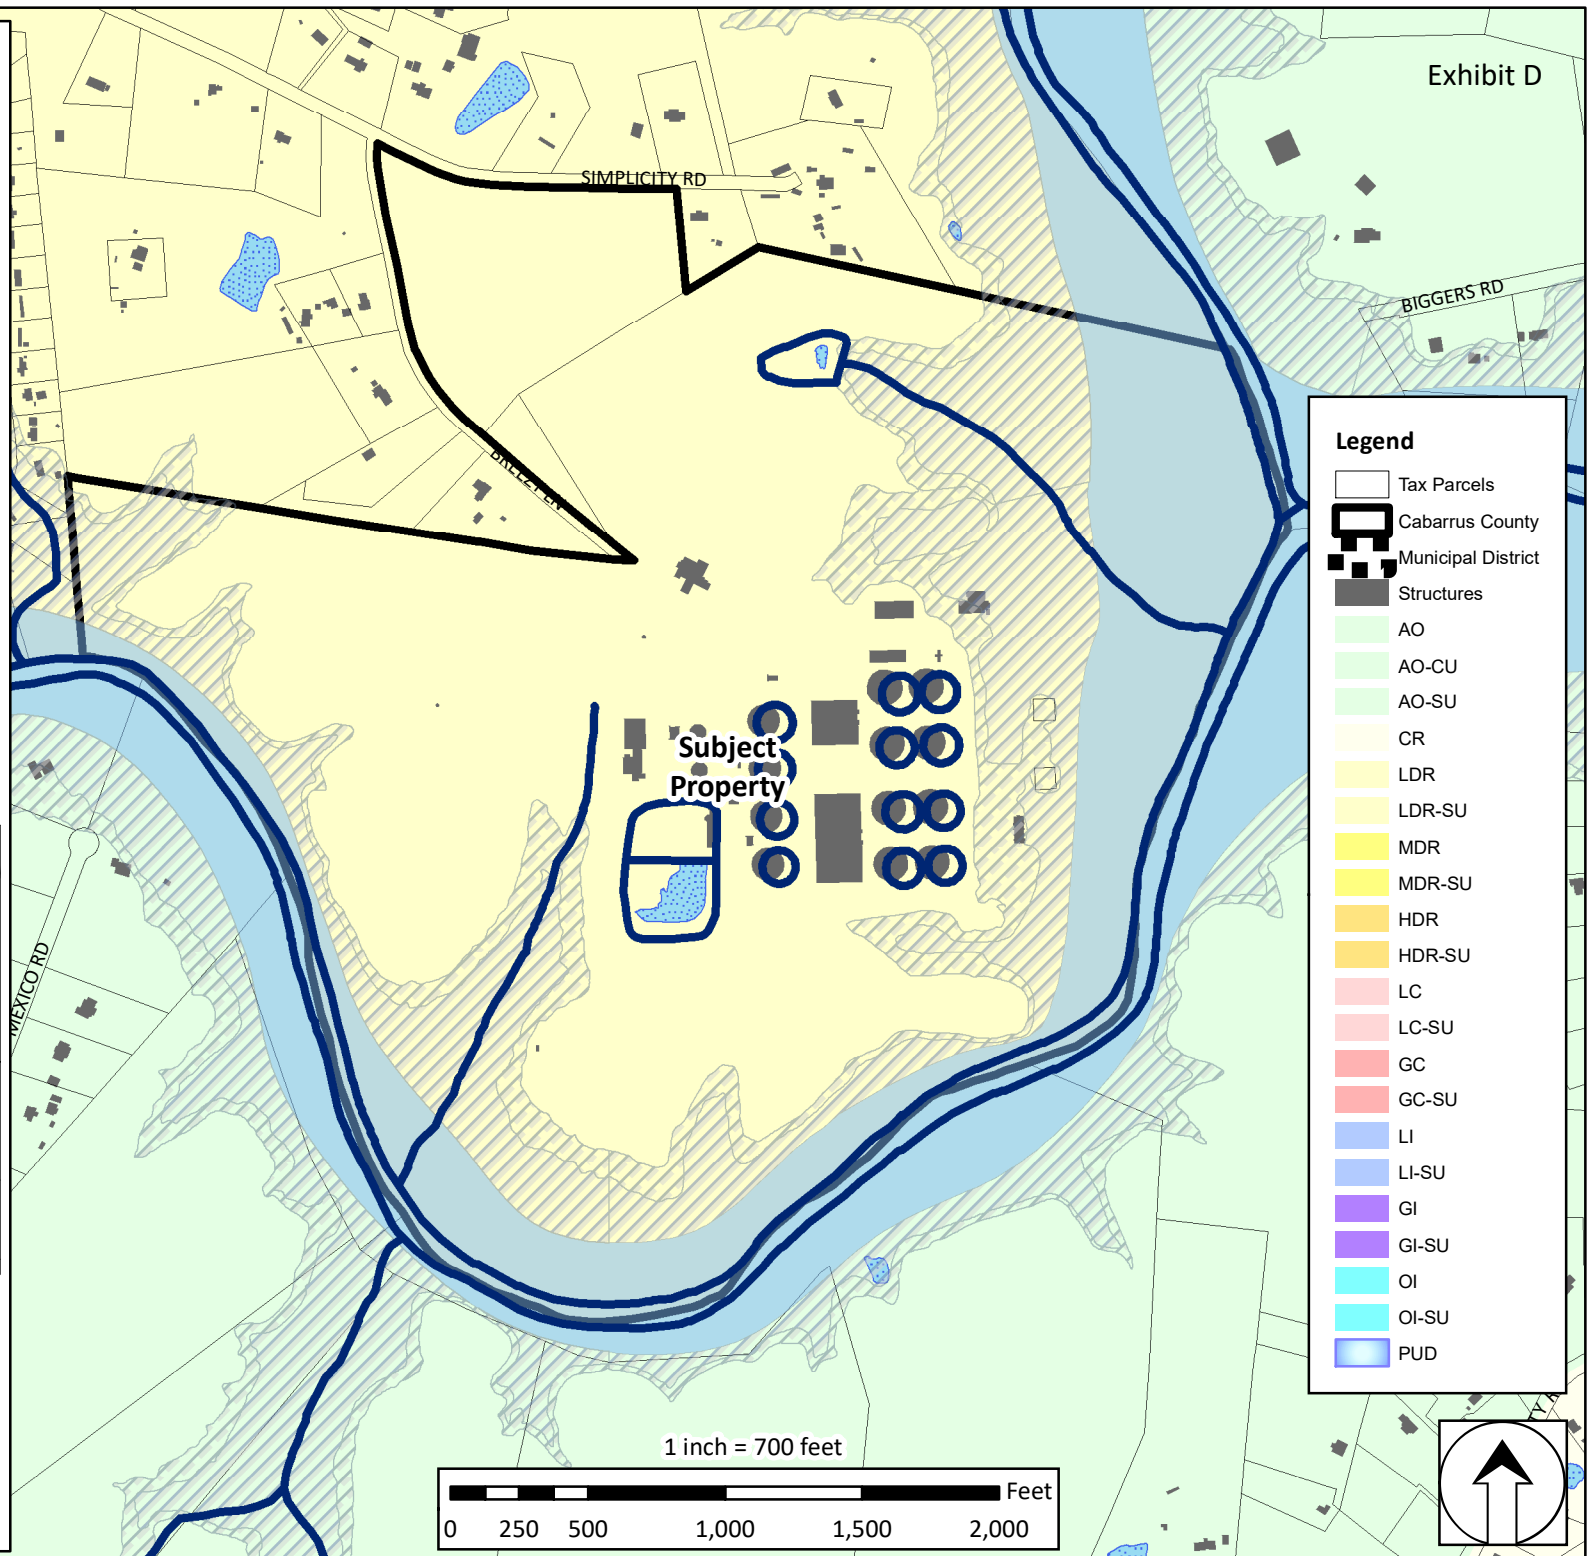 Exhibit D
SIMPLICITY RD
BIGGERS RD
BREEZY LN
Subject
Property
MEXICO RD
Legend
Tax Parcels
Cabarrus County
Municipal District
Structures
AO
AO-CU
AO-SU
CR
LDR
LDR-SU
MDR
MDR-SU
HDR
HDR-SU
LC
LC-SU
GC
GC-SU
LI
LI-SU
GI
GI-SU
OI
OI-SU
PUD
1 inch = 700 feet
Feet
0 250 500 1,000 1,500 2,000